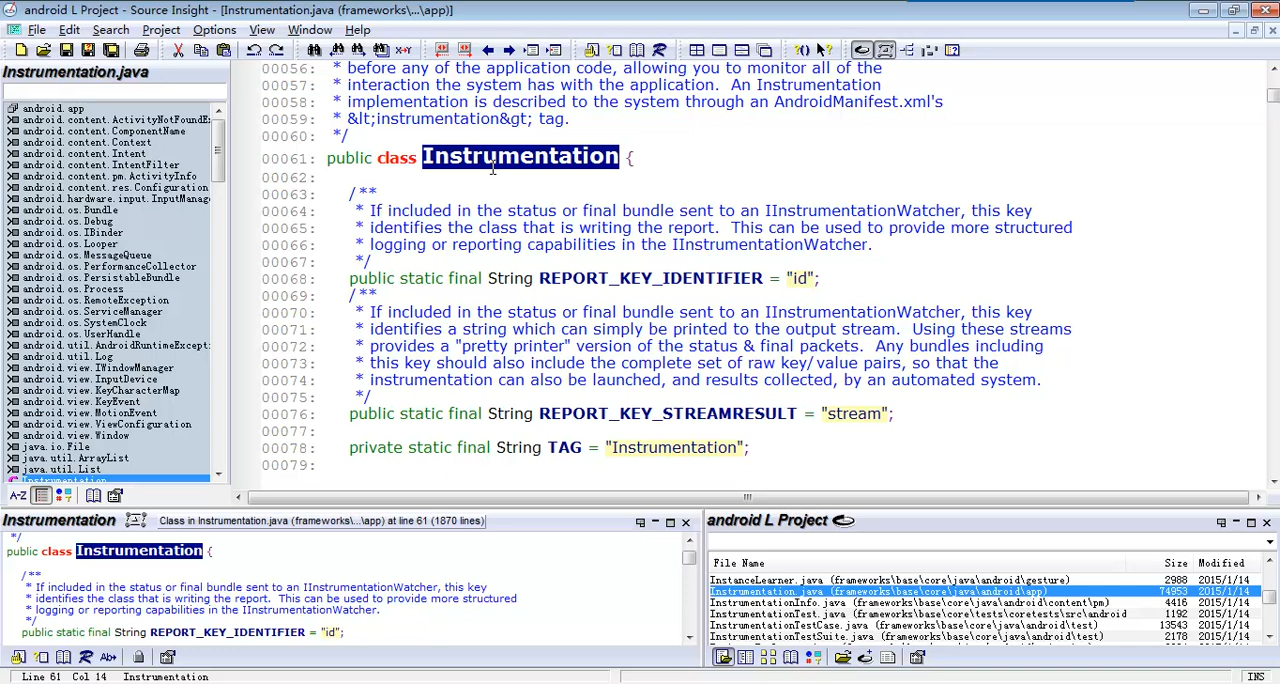 android L Project - Source Insight - [Instrumentation.java (frameworks\...\app)]
File Edit Search Project Options View Window Help
Instrumentation.java
android.app
android.content.ActivityNotFoundE
android.content.ComponentName
android.content.Context
android.content.Intent
android.content.IntentFilter
android.content.pm.ActivityInfo
android.content.res.Configuration
android.hardware.input.InputManag
android.os.Bundle
android.os.Debug
android.os.IBinder
android.os.Looper
android.os.MessageQueue
android.os.PerformanceCollector
android.os.PersistableBundle
android.os.Process
android.os.RemoteException
android.os.ServiceManager
android.os.SystemClock
android.os.UserHandle
android.util.AndroidRuntimeExcept
android.util.Log
android.view.IWindowManager
android.view.InputDevice
android.view.KeyCharacterMap
android.view.KeyEvent
android.view.MotionEvent
android.view.ViewConfiguration
android.view.Window
java.io.File
java.util.ArrayList
java.util.List
Instrumentation
A-Z
00056: * before any of the application code, allowing you to monitor all of the
00057: * interaction the system has with the application. An Instrumentation
00058: * implementation is described to the system through an AndroidManifest.xml's
00059: * &lt;instrumentation&gt; tag.
00060: */
00061: public class Instrumentation {
00062:
00063: /**
00064: * If included in the status or final bundle sent to an IInstrumentationWatcher, this key
00065: * identifies the class that is writing the report. This can be used to provide more structured
00066: * logging or reporting capabilities in the IInstrumentationWatcher.
00067: */
00068: public static final String REPORT_KEY_IDENTIFIER = "id";
00069: /**
00070: * If included in the status or final bundle sent to an IInstrumentationWatcher, this key
00071: * identifies a string which can simply be printed to the output stream. Using these streams
00072: * provides a "pretty printer" version of the status & final packets. Any bundles including
00073: * this key should also include the complete set of raw key/value pairs, so that the
00074: * instrumentation can also be launched, and results collected, by an automated system.
00075: */
00076: public static final String REPORT_KEY_STREAMRESULT = "stream";
00077:
00078: private static final String TAG = "Instrumentation";
00079:
Instrumentation Class in Instrumentation.java (frameworks\...\app) at line 61 (1870 lines)
*/
public class Instrumentation {
/**
* If included in the status or final bundle sent to an IInstrumentationWatcher, this key
* identifies the class that is writing the report. This can be used to provide more structured
* logging or reporting capabilities in the IInstrumentationWatcher.
*/
public static final String REPORT_KEY_IDENTIFIER = "id";
android L Project
File Name Size Modified
InstanceLearner.java (frameworks\base\core\java\android\gesture) 2988 2015/1/14
Instrumentation.java (frameworks\base\core\java\android\app) 74953 2015/1/14
InstrumentationInfo.java (frameworks\base\core\java\android\content\pm) 4416 2015/1/14
InstrumentationTest.java (frameworks\base\core\tests\coretests\src\android 1192 2015/1/14
InstrumentationTestCase.java (frameworks\base\core\java\android\test) 13543 2015/1/14
InstrumentationTestSuite.java (frameworks\base\core\java\android\test) 2178 2015/1/14
Line 61 Col 14 Instrumentation INS